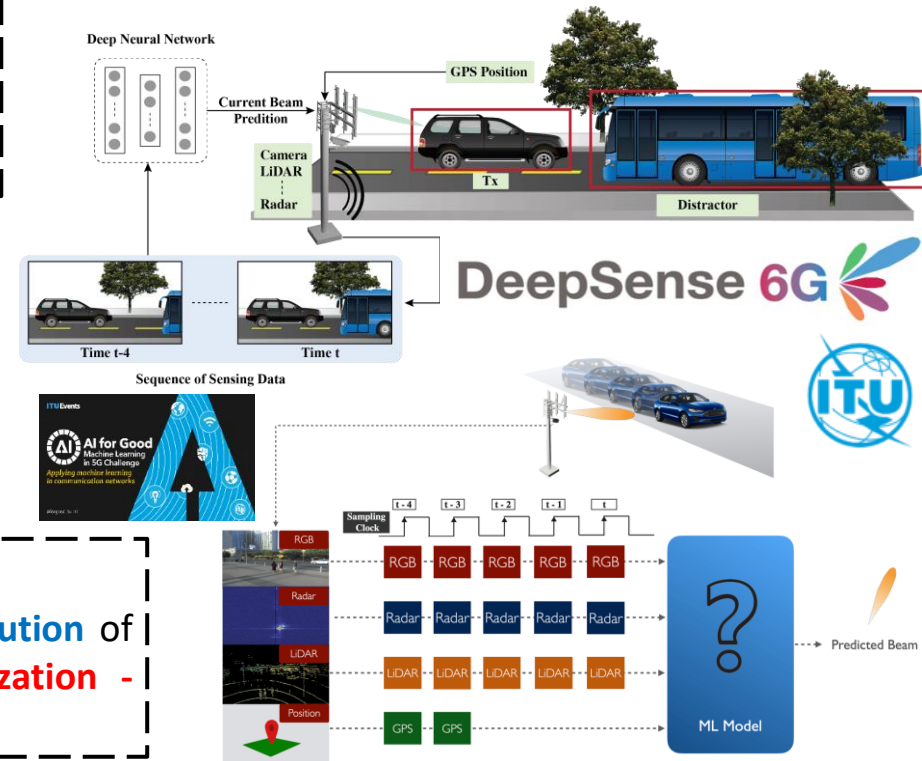 Deep Neural Network
GPS Position
Current Beam
Predition
Camera
LiDAR
Radar
Tx
Distractor
Time t-4
Time t
Sequence of Sensing Data
DeepSense 6G
ITU
ITUEvents
AI
AI for Good
Machine Learning
in 5G Challenge
Applying machine learning
in communication networks
ution of
zation -
Sampling
Clock
t - 4
t - 3
t - 2
t - 1
t
RGB
RGB RGB RGB RGB RGB
Radar
Radar Radar Radar Radar Radar
LiDAR
LiDAR LiDAR LiDAR LiDAR LiDAR
Position
GPS GPS
?
ML Model
Predicted Beam